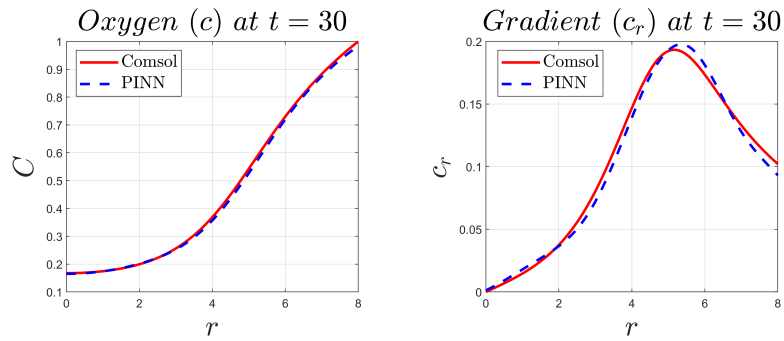 Oxygen (c) at t = 30
1
0.9
0.8
0.7
0.6
0.5
0.4
0.3
0.2
0.1
C
Comsol
PINN
0 2 4 6 8
r
Gradient (c_r) at t = 30
0.2
0.15
0.1
0.05
0
c_r
Comsol
PINN
0 2 4 6 8
r